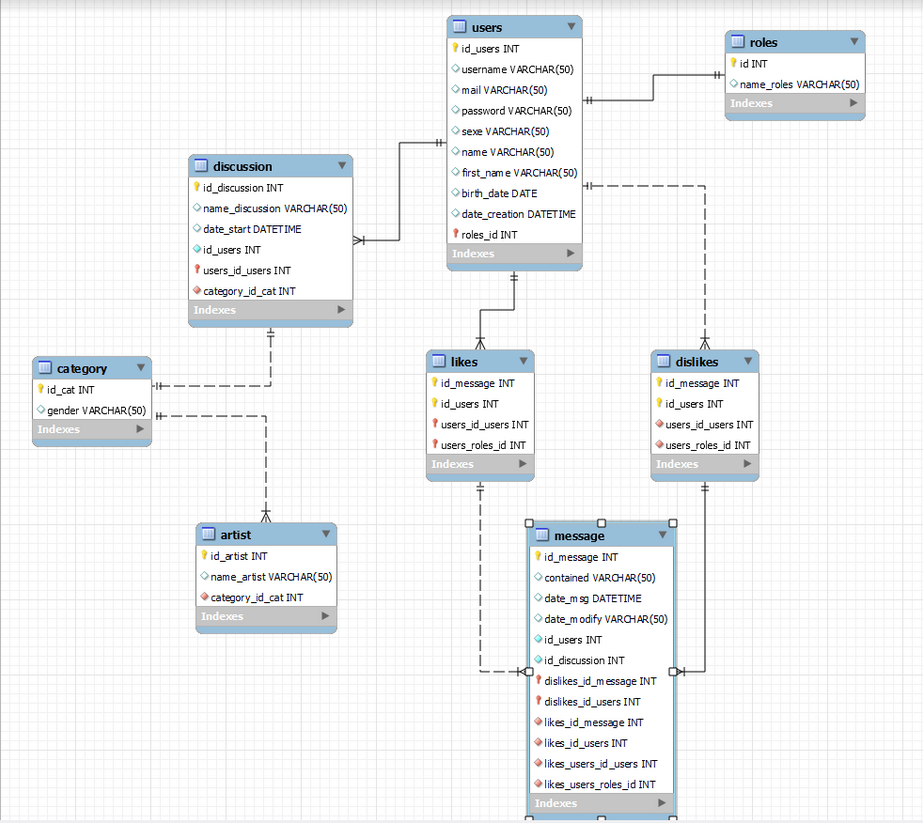 users
id_users INT
username VARCHAR(50)
mail VARCHAR(50)
password VARCHAR(50)
sexe VARCHAR(50)
name VARCHAR(50)
first_name VARCHAR(50)
birth_date DATE
date_creation DATETIME
roles_id INT
Indexes
roles
id INT
name_roles VARCHAR(50)
Indexes
discussion
id_discussion INT
name_discussion VARCHAR(50)
date_start DATETIME
id_users INT
users_id_users INT
category_id_cat INT
Indexes
category
id_cat INT
gender VARCHAR(50)
Indexes
likes
id_message INT
id_users INT
users_id_users INT
users_roles_id INT
Indexes
dislikes
id_message INT
id_users INT
users_id_users INT
users_roles_id INT
Indexes
artist
id_artist INT
name_artist VARCHAR(50)
category_id_cat INT
Indexes
message
id_message INT
contained VARCHAR(50)
date_msg DATETIME
date_modify VARCHAR(50)
id_users INT
id_discussion INT
dislikes_id_message INT
dislikes_id_users INT
likes_id_message INT
likes_id_users INT
likes_users_id_users INT
likes_users_roles_id INT
Indexes